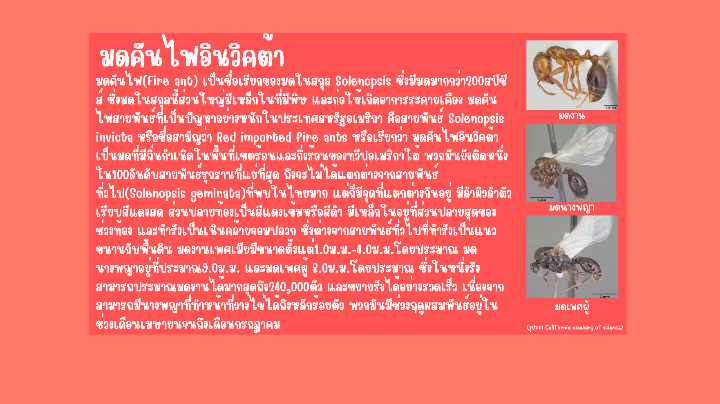 มดคันไฟอินวิคต้า
มดคันไฟ(Fire ant) เป็นชื่อเรียกของมดในสกุล Solenopsis ซึ่งมีมดมากกว่า200สปีชี
ส์ ซึ่งมดในสกุลนี้ส่วนใหญ่มีเหล็กในที่มีพิษ และก่อให้เกิดอาการระคายเคือง มดคัน
ไฟสายพันธ์ที่เป็นปัญหาอย่างหนักในประเทศสหรัฐอเมริกา คือสายพันธ์ Solenopsis
invicta หรือชื่อสามัญว่า Red imported fire ants หรือเรียกว่า มดคันไฟอินวิคต้า
เป็นมดที่มีถิ่นกำเนิดในพื้นที่เขตร้อนและกึ่งร้อนของทวีปอเมริกาใต้ พวกมันยังติดหนึ่ง
ใน100อันดับสายพันธ์รุกรานที่แย่ที่สุด ถึงจะไม่ได้แตกต่างจากสายพันธ์
ทั่วไป(Solenopsis geminata)ที่พบในไทยมาก แต่ก็มีจุดที่แตกต่างกันอยู่ มีลำผิวลำตัว
เรียบสีแดงสด ส่วนปลายท้องเป็นสีแดงเข้มหรือสีดำ มีเหล็กในอยู่ที่ส่วนปลายสุดของ
ช่วงท้อง และทำรังเป็นเนินคล้ายจอมปลวก ซึ่งต่างจากสายพันธ์ทั่วไปที่ทำรังเป็นแนว
ขนานกับพื้นดิน มดงานเพศเมียมีขนาดตั้งแต่1.0ม.ม.-4.0ม.ม.โดยประมาณ มด
นางพญาอยู่ที่ประมาณ9.0ม.ม. และมดเพศผู้ 8.0ม.ม.โดยประมาณ ซึ่งในหนึ่งรัง
สามารถประมาณมดงานได้มากสุดถึง240,000ตัว และขยายรังได้อย่างรวดเร็ว เนื่องจาก
สามารถมีนางพญาที่ทำหน้าที่วางไข่ได้ถึงหลักร้อยตัว พวกมันมีช่วงฤดูผสมพันธ์อยู่ใน
ช่วงเดือนเมษายนจนถึงเดือนกรกฎาคม
มดงาน
มดนางพญา
มดเพศผู้